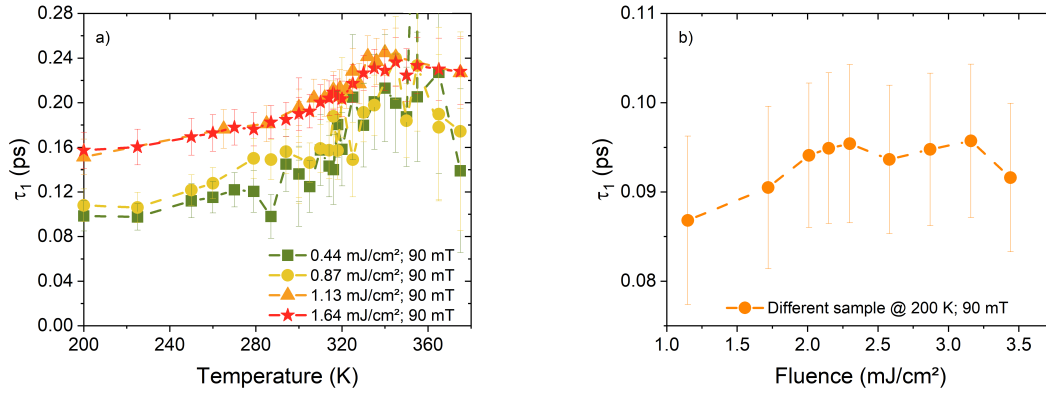 a)
0.28
0.24
0.20
0.16
0.12
0.08
0.04
0.00
τ1 (ps)
200
240
280
320
360
Temperature (K)
0.44 mJ/cm²; 90 mT
0.87 mJ/cm²; 90 mT
1.13 mJ/cm²; 90 mT
1.64 mJ/cm²; 90 mT
b)
0.11
0.10
0.09
0.08
τ1 (ps)
1.0
1.5
2.0
2.5
3.0
3.5
Fluence (mJ/cm²)
Different sample @ 200 K; 90 mT